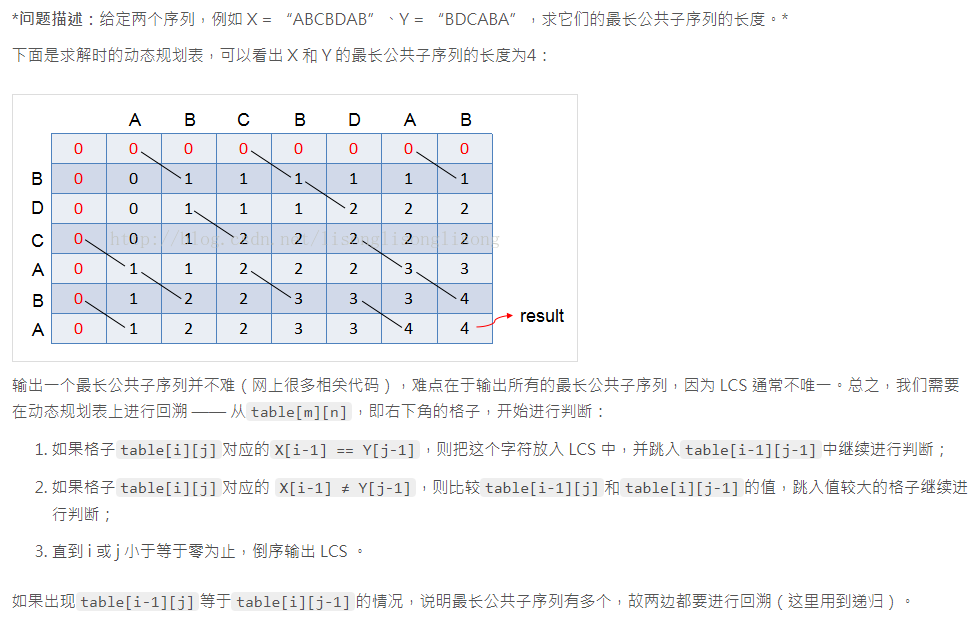 *问题描述：给定两个序列，例如 X = “ABCBDAB”、Y = “BDCABA”，求它们的最长公共子序列的长度。*
下面是求解时的动态规划表，可以看出 X 和 Y 的最长公共子序列的长度为4：
A B C B D A B
0 0 0 0 0 0 0 0
B 0 0 1 1 1 1 1 1
D 0 0 1 1 1 2 2 2
C 0 0 1 2 2 2 2 2
http://blog.csdn.net/lisonglisonglisong
A 0 1 1 2 2 2 3 3
B 0 1 2 2 3 3 3 4
A 0 1 2 2 3 3 4 4 result
输出一个最长公共子序列并不难（网上很多相关代码），难点在于输出所有的最长公共子序列，因为 LCS 通常不唯一。总之，我们需要
在动态规划表上进行回溯 —— 从 table[m][n] ，即右下角的格子，开始进行判断：
1. 如果格子 table[i][j] 对应的 X[i-1] == Y[j-1] ，则把这个字符放入 LCS 中，并跳入 table[i-1][j-1] 中继续进行判断；
2. 如果格子 table[i][j] 对应的 X[i-1] ≠ Y[j-1] ，则比较 table[i-1][j] 和 table[i][j-1] 的值，跳入值较大的格子继续进
行判断；
3. 直到 i 或 j 小于等于零为止，倒序输出 LCS 。
如果出现 table[i-1][j] 等于 table[i][j-1] 的情况，说明最长公共子序列有多个，故两边都要进行回溯（这里用到递归）。